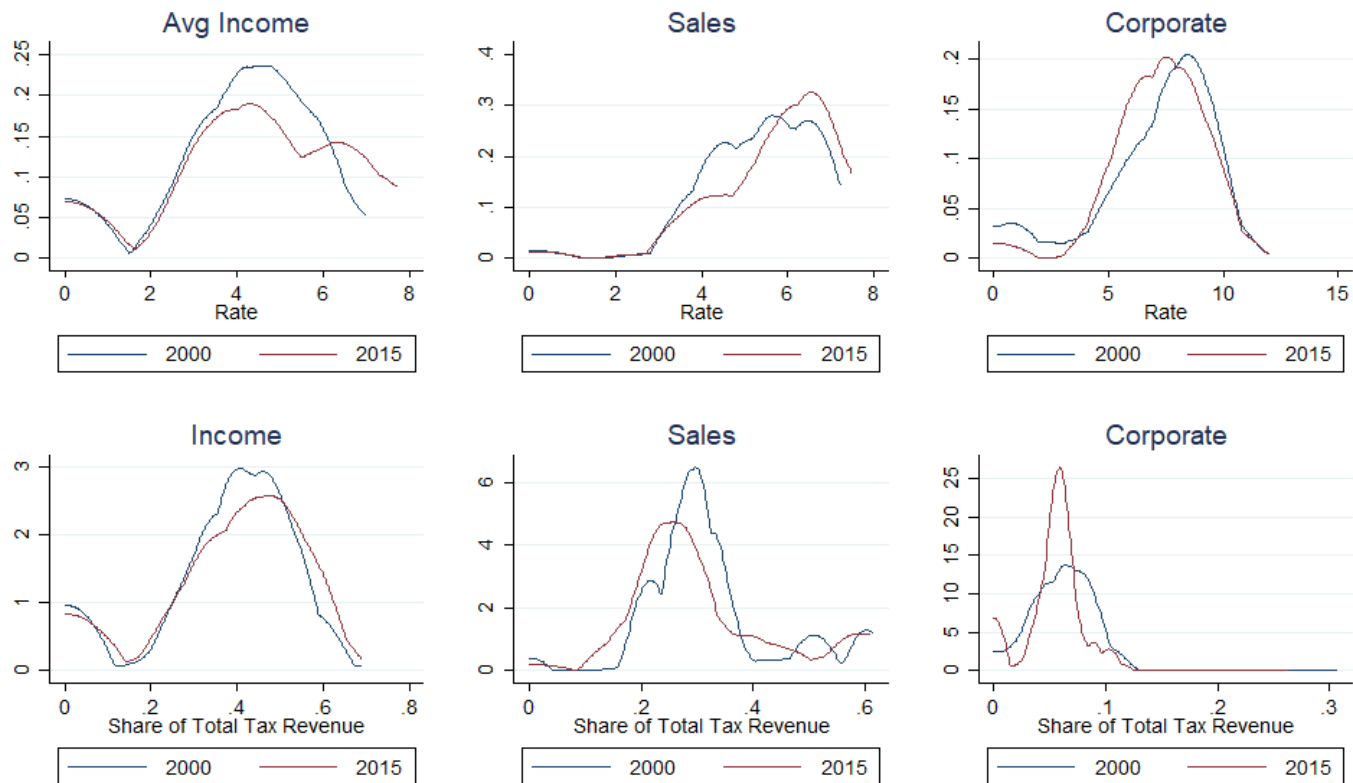 Avg Income
.25
.2
.15
.1
.05
0
0 2 4 6 8
Rate
2000 2015
Sales
.4
.3
.2
.1
0
0 2 4 6 8
Rate
2000 2015
Corporate
.2
.15
.1
.05
0
0 5 10 15
Rate
2000 2015
Income
3
2
1
0
0 .2 .4 .6 .8
Share of Total Tax Revenue
2000 2015
Sales
6
4
2
0
0 .2 .4 .6 .8
Share of Total Tax Revenue
2000 2015
Corporate
25
20
15
10
5
0
0 .1 .2 .3
Share of Total Tax Revenue
2000 2015